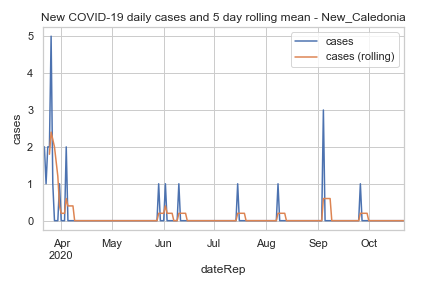 New COVID-19 daily cases and 5 day rolling mean - New_Caledonia
cases
cases (rolling)
5
4
3
2
1
0
cases
Apr May Jun Jul Aug Sep Oct
2020
dateRep